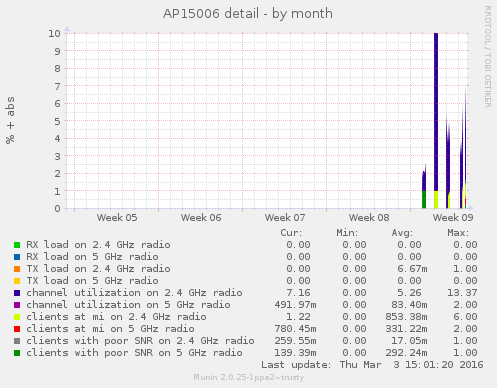 AP15006 detail - by month
RRDTOOL / TOBI OETIKER
% + abs
10
9
8
7
6
5
4
3
2
1
0
Week 05 Week 06 Week 07 Week 08 Week 09
Cur: Min: Avg: Max:
RX load on 2.4 GHz radio 0.00 0.00 0.00 0.00
RX load on 5 GHz radio 0.00 0.00 0.00 0.00
TX load on 2.4 GHz radio 0.00 0.00 6.67m 1.00
TX load on 5 GHz radio 0.00 0.00 0.00 0.00
channel utilization on 2.4 GHz radio 7.16 0.00 5.26 13.37
channel utilization on 5 GHz radio 491.97m 0.00 83.40m 2.00
clients at mi on 2.4 GHz radio 1.22 0.00 853.38m 6.00
clients at mi on 5 GHz radio 780.45m 0.00 331.22m 2.00
clients with poor SNR on 2.4 GHz radio 259.55m 0.00 17.05m 1.00
clients with poor SNR on 5 GHz radio 139.39m 0.00 292.24m 1.00
Last update: Thu Mar 3 15:01:20 2016
Munin 2.0.25-1ppa2~trusty